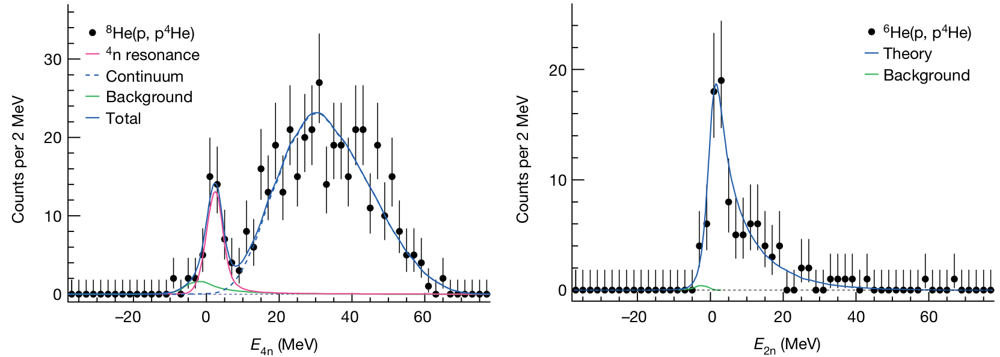 ⁸He(p, p⁴He)
⁴n resonance
Continuum
Background
Total
Counts per 2 MeV
30
20
10
0
–20 0 20 40 60
E₄ₙ (MeV)
⁶He(p, p⁴He)
Theory
Background
Counts per 2 MeV
20
10
0
–20 0 20 40 60
E₂ₙ (MeV)